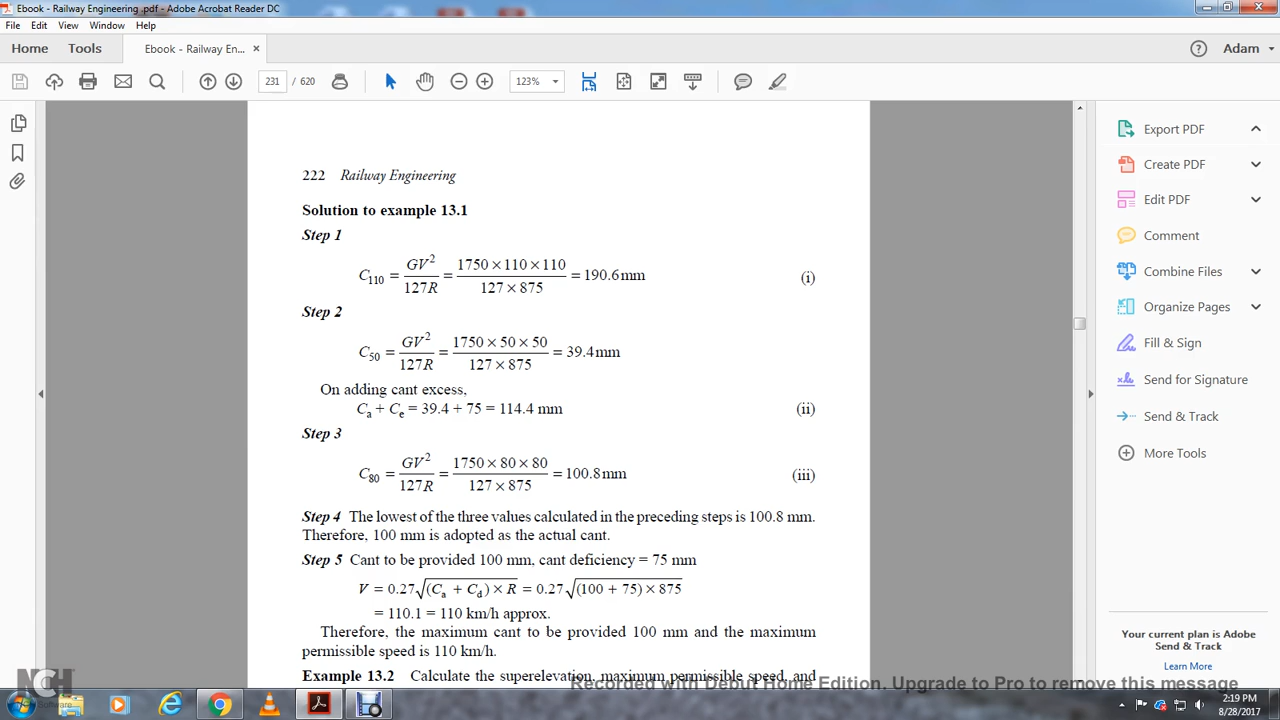 Ebook - Railway Engineering .pdf - Adobe Acrobat Reader DC
File Edit View Window Help
Home Tools Ebook - Railway En... ×
Adam
231 / 620 123%
222 Railway Engineering
Solution to example 13.1
Step 1
C110 = GV²/127R = 1750 × 110 × 110/127 × 875 = 190.6 mm (i)
Step 2
C50 = GV²/127R = 1750 × 50 × 50/127 × 875 = 39.4 mm
On adding cant excess,
Ca + Ce = 39.4 + 75 = 114.4 mm (ii)
Step 3
C80 = GV²/127R = 1750 × 80 × 80/127 × 875 = 100.8 mm (iii)
Step 4 The lowest of the three values calculated in the preceding steps is 100.8 mm.
Therefore, 100 mm is adopted as the actual cant.
Step 5 Cant to be provided 100 mm, cant deficiency = 75 mm
V = 0.27√(Ca + Cd) × R = 0.27√(100 + 75) × 875
= 110.1 = 110 km/h approx.
Therefore, the maximum cant to be provided 100 mm and the maximum
permissible speed is 110 km/h.
Example 13.2 Calculate the superelevation, maximum permissible speed, and
Export PDF
Create PDF
Edit PDF
Comment
Combine Files
Organize Pages
Fill & Sign
Send for Signature
Send & Track
More Tools
Your current plan is Adobe
Send & Track
Learn More
NCH
Software
Recorded with Debut Home Edition. Upgrade to Pro to remove this message
2:19 PM
8/28/2017